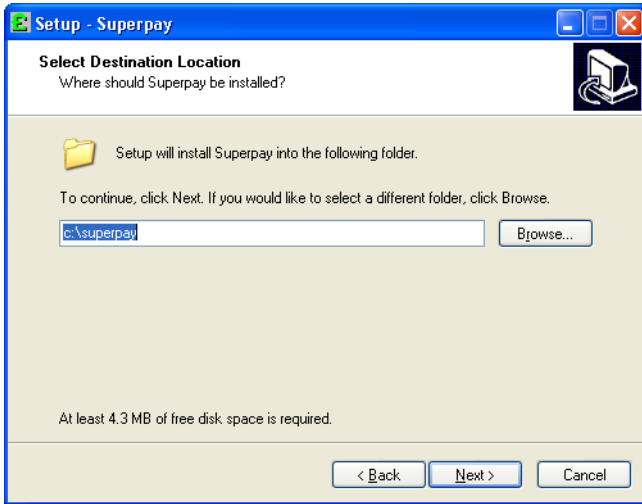 Setup - Superpay
Select Destination Location
Where should Superpay be installed?
Setup will install Superpay into the following folder.
To continue, click Next. If you would like to select a different folder, click Browse.
c:\superpay
Browse...
At least 4.3 MB of free disk space is required.
< Back
Next >
Cancel